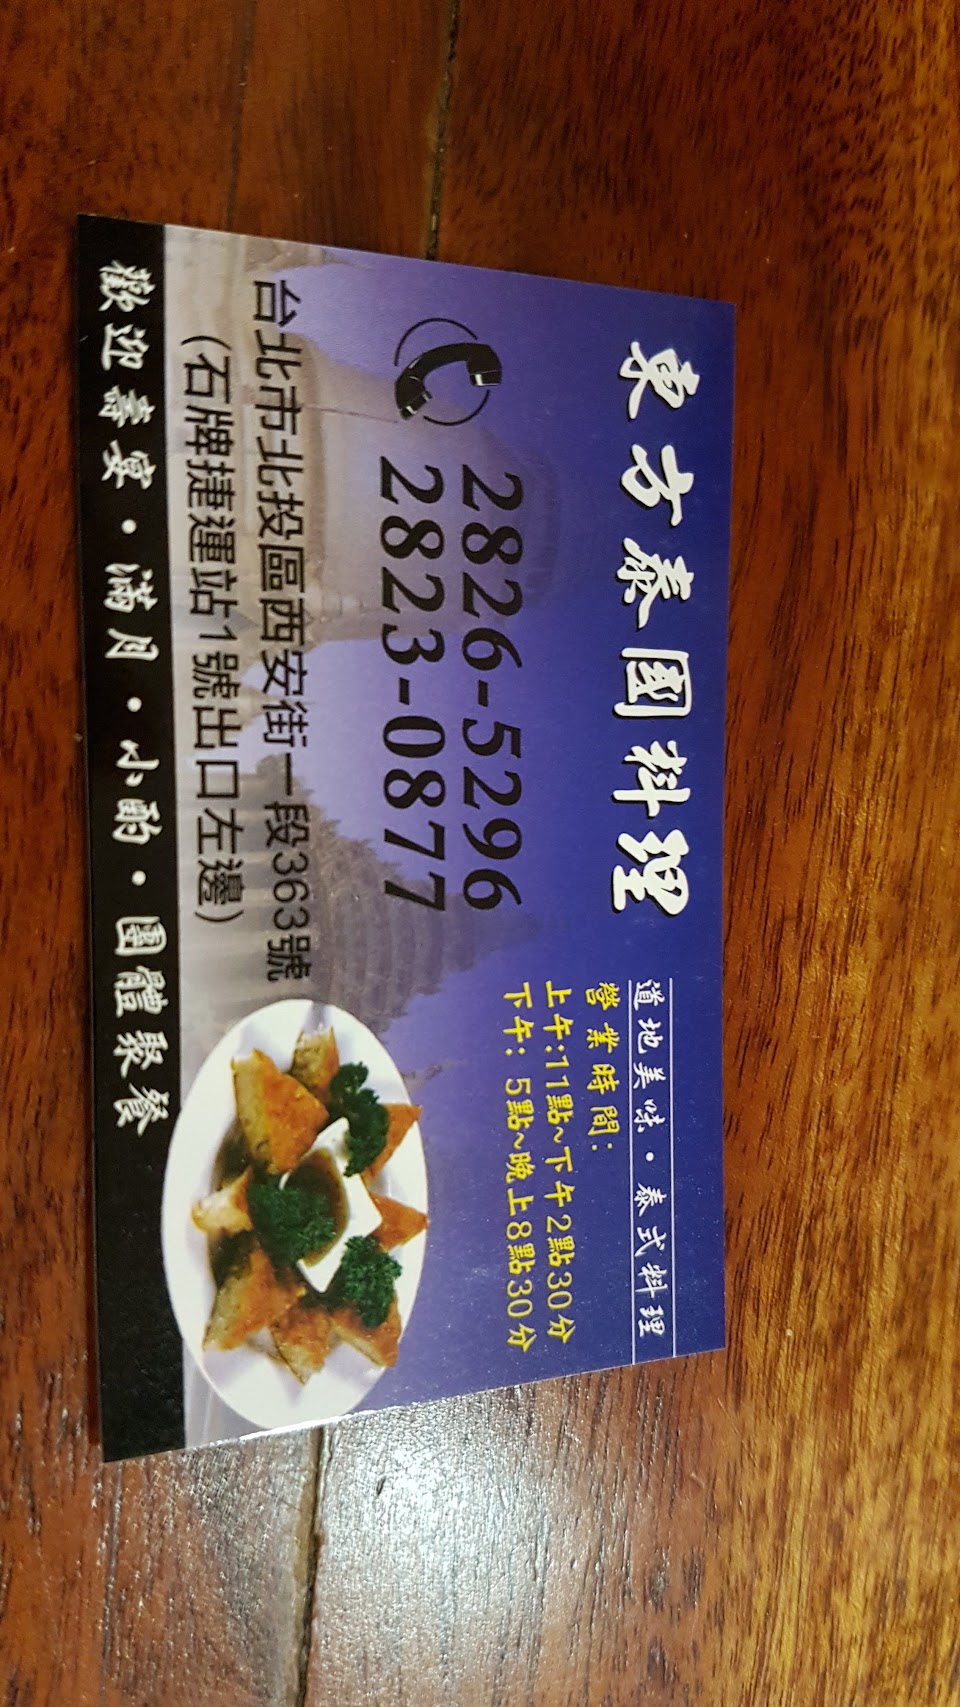 東方泰國料理
道地美味・泰式料理
營業時間：
上午:11點~下午2點30分
下午: 5點~晚上8點30分
2826-5296
2823-0877
台北市北投區西安街一段363號
(石牌捷運站1號出口左邊)
歡迎壽宴・滿月・小酌・團體聚餐